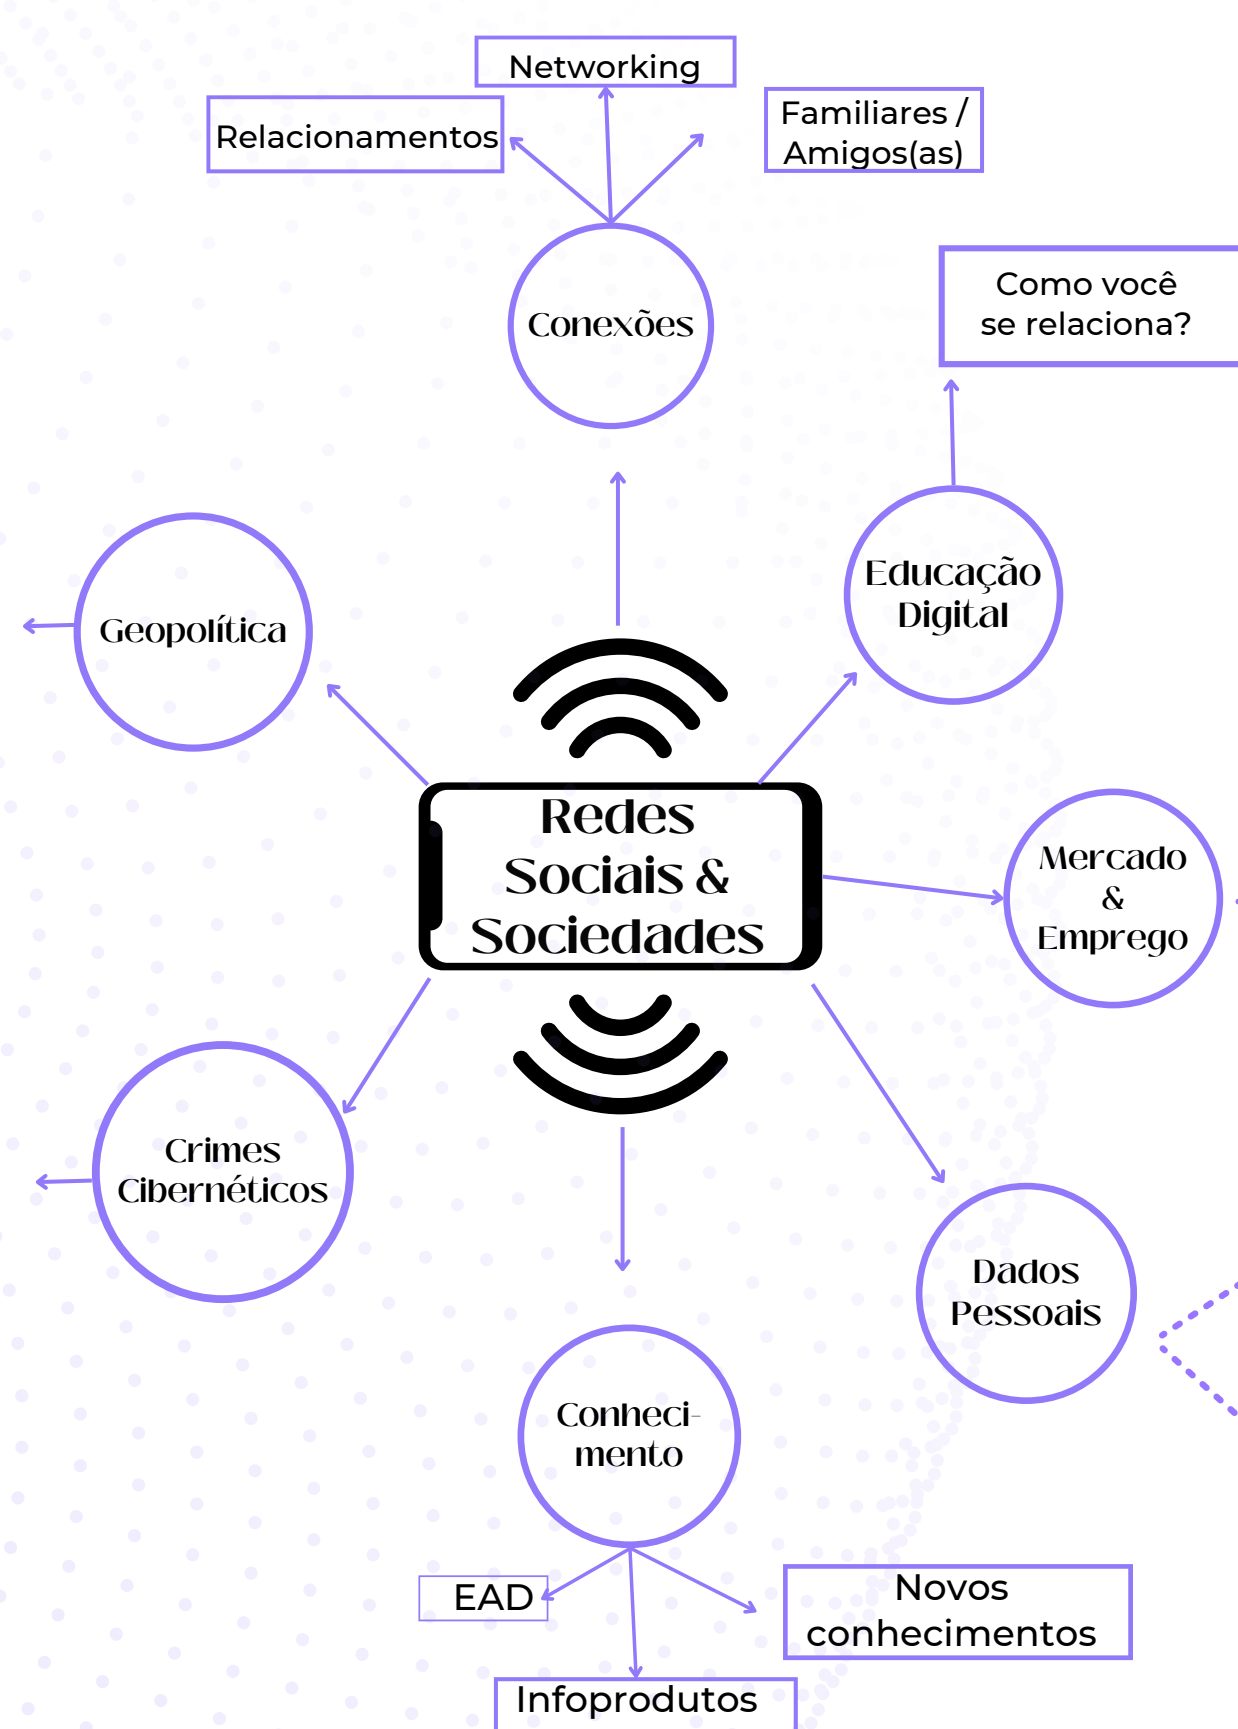 Networking
Relacionamentos
Familiares /
Amigos(as)
Conexões
Como você
se relaciona?
Educação
Digital
Geopolítica
Redes
Sociais &
Sociedades
Mercado
&
Emprego
Crimes
Cibernéticos
Dados
Pessoais
Conheci-
mento
EAD
Novos
conhecimentos
Infoprodutos